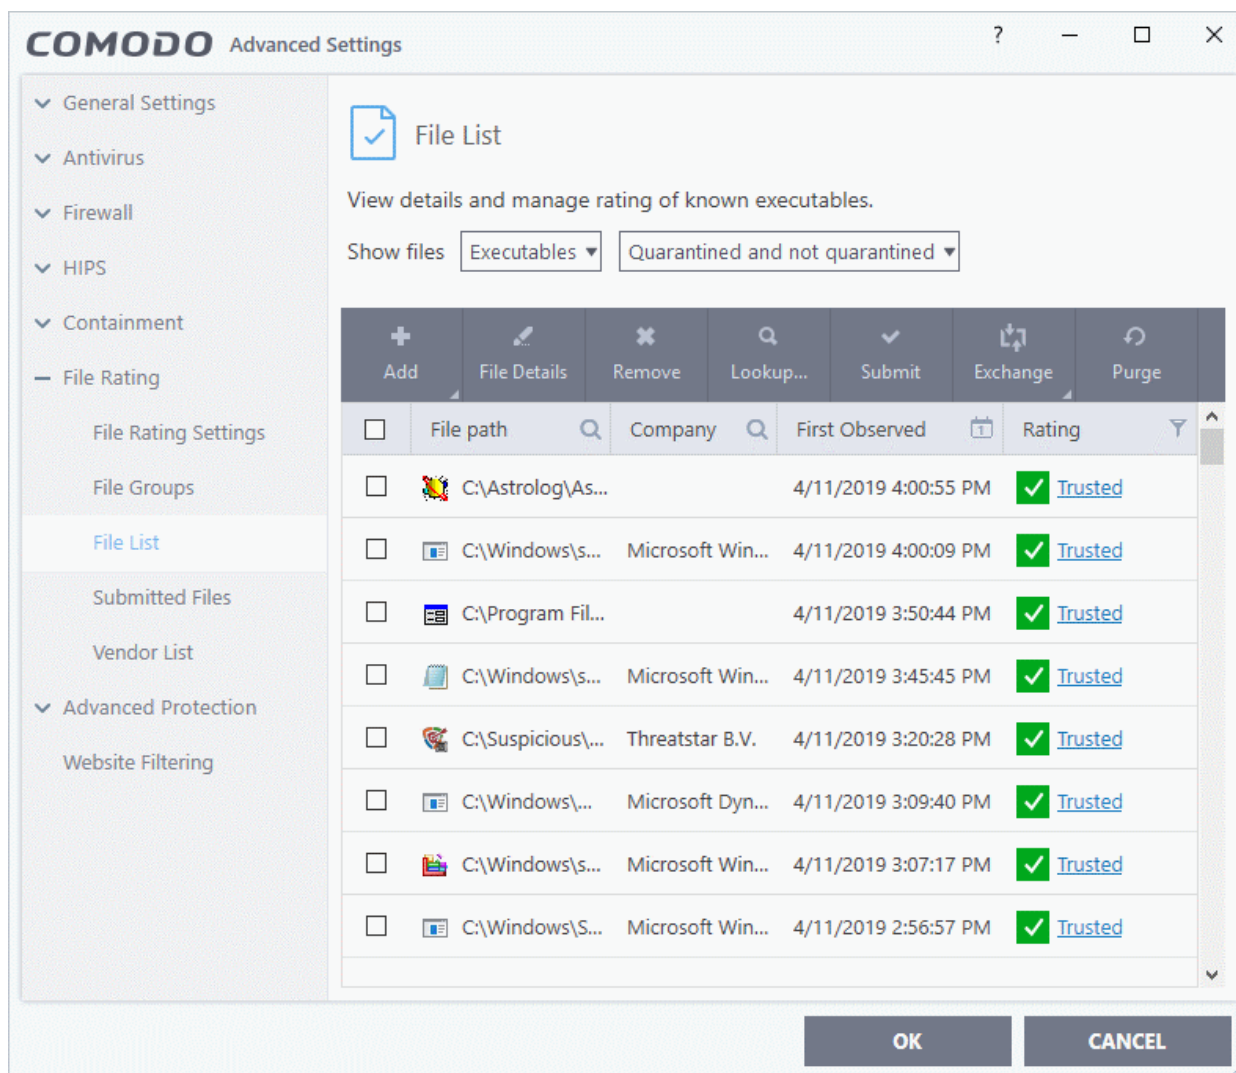 COMODO Advanced Settings ?
General Settings
Antivirus
Firewall
HIPS
Containment
File Rating
File Rating Settings
File Groups
File List
Submitted Files
Vendor List
Advanced Protection
Website Filtering
File List
View details and manage rating of known executables.
Show files Executables Quarantined and not quarantined
Add File Details Remove Lookup... Submit Exchange Purge
File path Company First Observed 1 Rating
C:\Astrolog\As... 4/11/2019 4:00:55 PM Trusted
C:\Windows\s... Microsoft Win... 4/11/2019 4:00:09 PM Trusted
C:\Program Fil... 4/11/2019 3:50:44 PM Trusted
C:\Windows\s... Microsoft Win... 4/11/2019 3:45:45 PM Trusted
C:\Suspicious\... Threatstar B.V. 4/11/2019 3:20:28 PM Trusted
C:\Windows\... Microsoft Dyn... 4/11/2019 3:09:40 PM Trusted
C:\Windows\s... Microsoft Win... 4/11/2019 3:07:17 PM Trusted
C:\Windows\S... Microsoft Win... 4/11/2019 2:56:57 PM Trusted
OK CANCEL